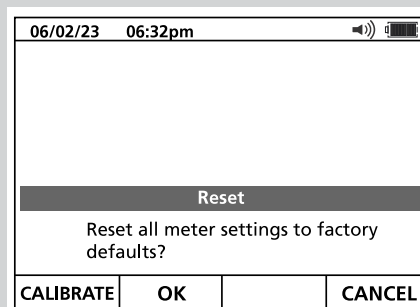 06/02/23 06:32pm
Reset
Reset all meter settings to factory
defaults?
CALIBRATE OK CANCEL